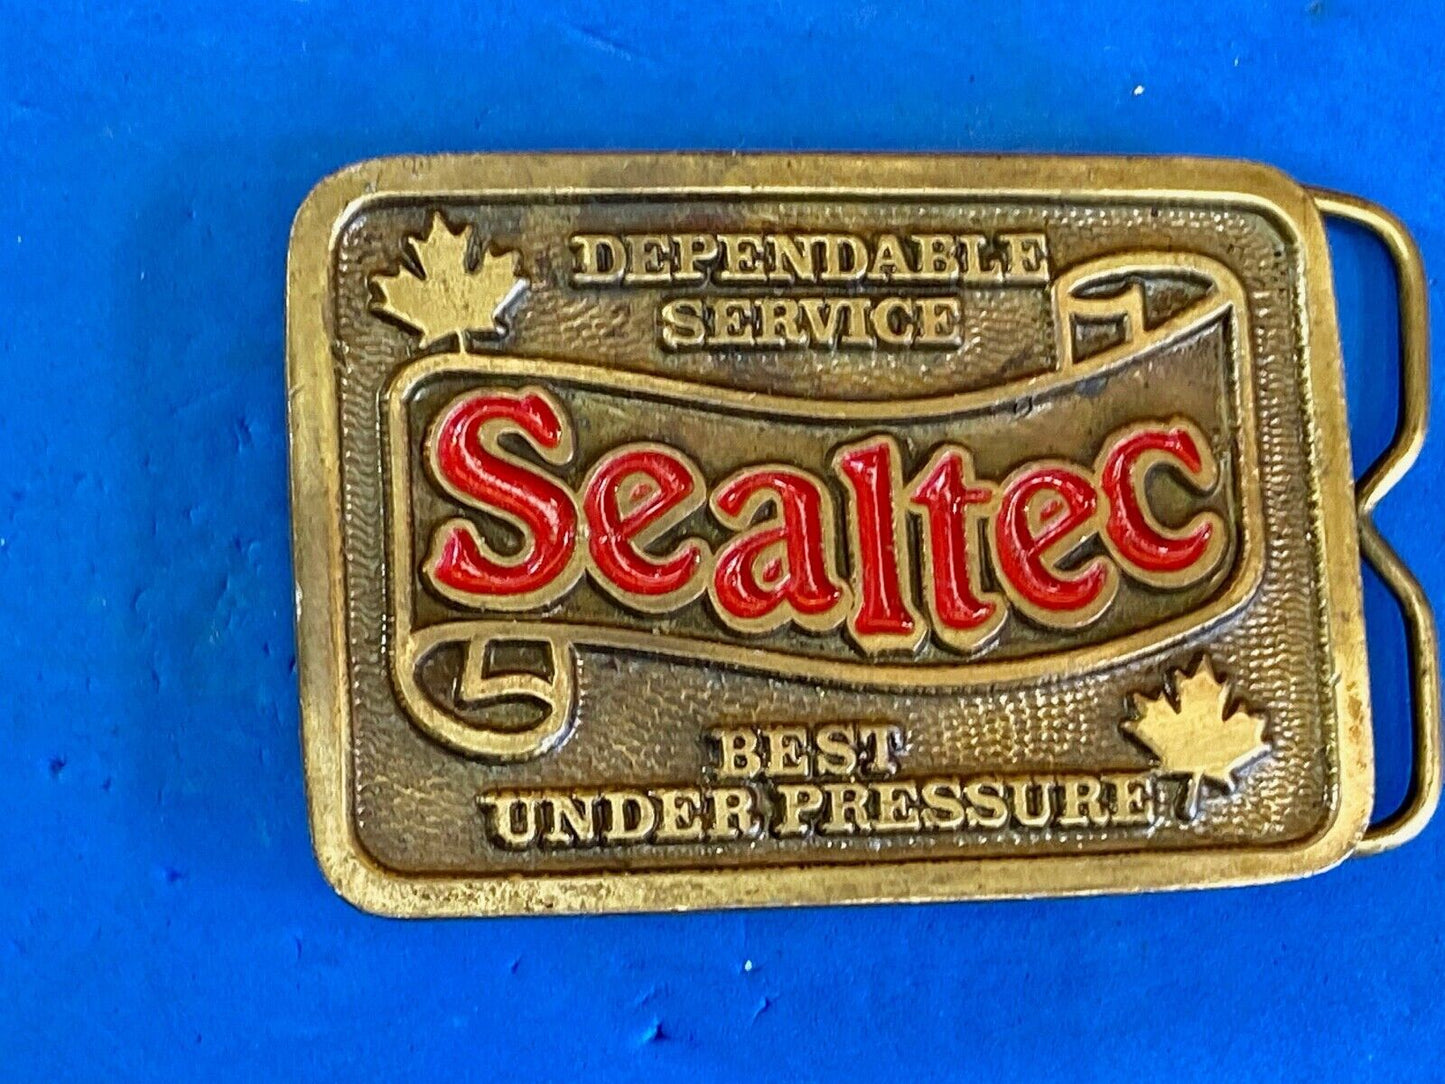 DEPENDABLE
SERVICE
Sealtec
BEST
UNDER PRESSURE